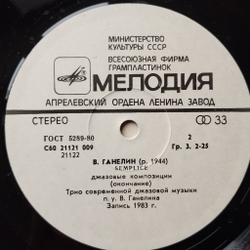 МИНИСТЕРСТВО
КУЛЬТУРЫ СССР
ВСЕСОЮЗНАЯ ФИРМА
ГРАМПЛАСТИНОК
МЕЛОДИЯ
АПРЕЛЕВСКИЙ ОРДЕНА ЛЕНИНА ЗАВОД
СТЕРЕО 33
ГОСТ 5289-80 2
С60 21121 009 Гр. 3. 2-25
21122
В. ГАНЕЛИН (р. 1944)
SEMPLICE
джазовые композиции
(окончание)
Трио современной джазовой музыки
п/у В. Ганелина
Запись 1983 г.